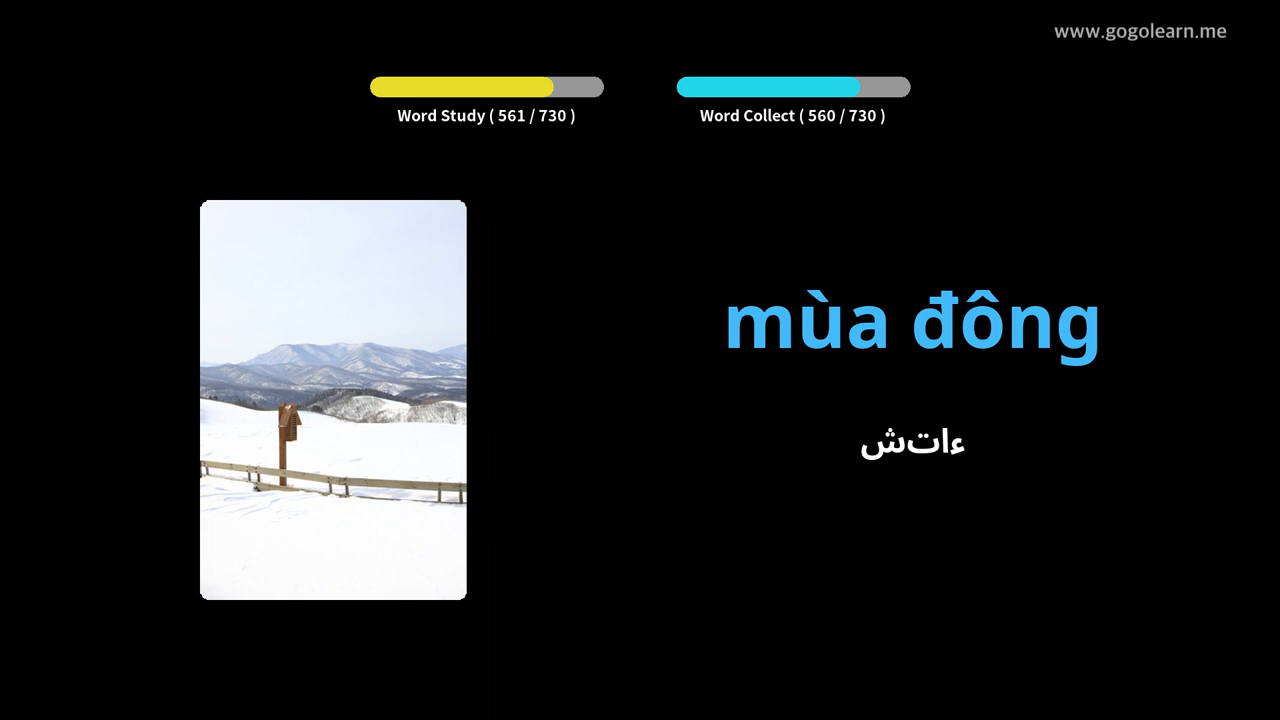 www.gogolearn.me
Word Study ( 561 / 730 )
Word Collect ( 560 / 730 )
mùa đông
ءاتش